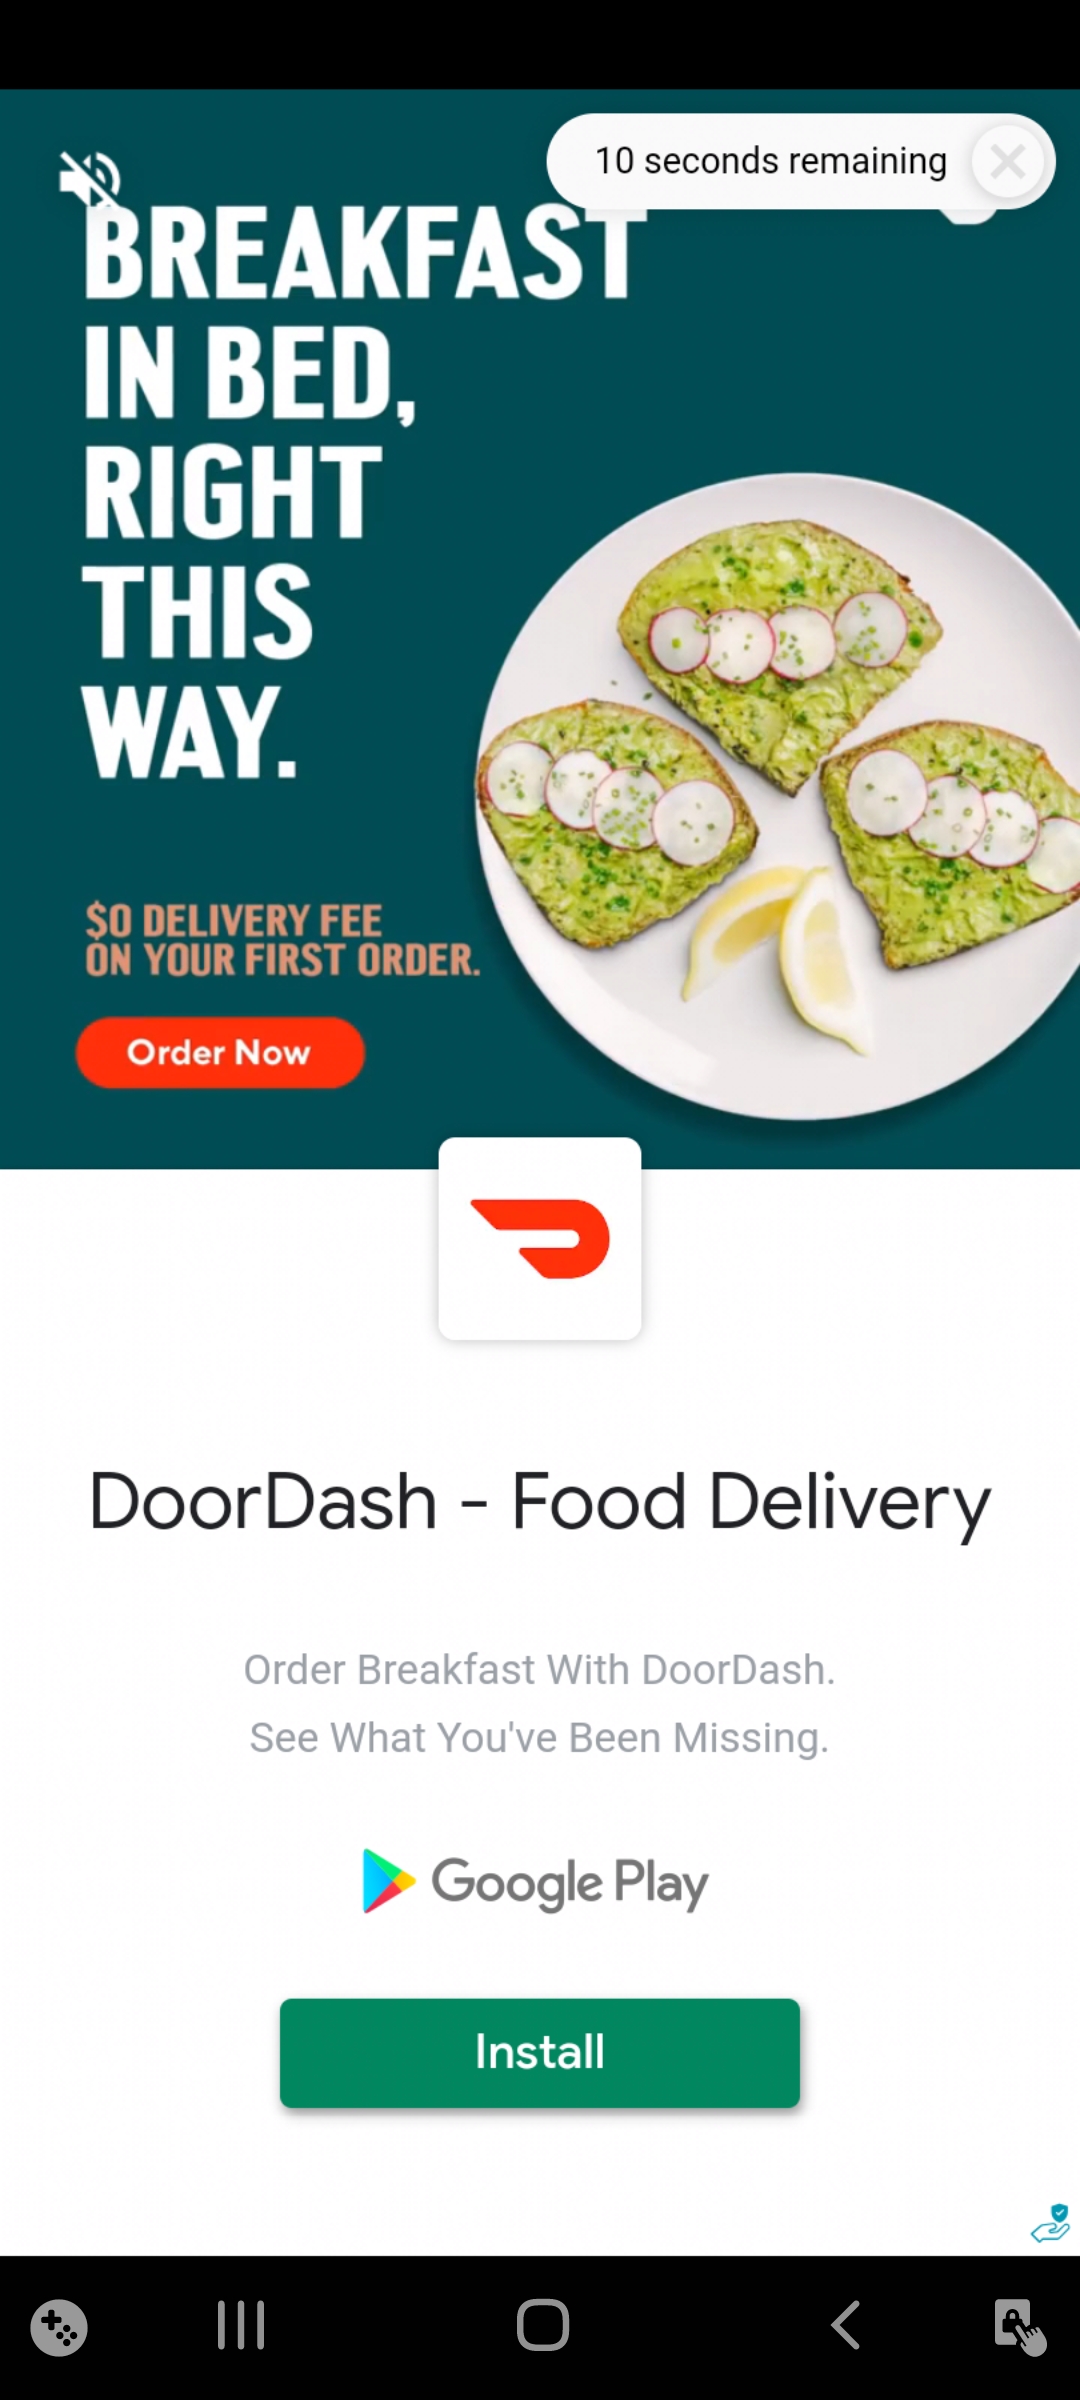 10 seconds remaining
BREAKFAST
IN BED,
RIGHT
THIS
WAY.
$0 DELIVERY FEE
ON YOUR FIRST ORDER.
Order Now
DoorDash - Food Delivery
Order Breakfast With DoorDash.
See What You've Been Missing.
Google Play
Install